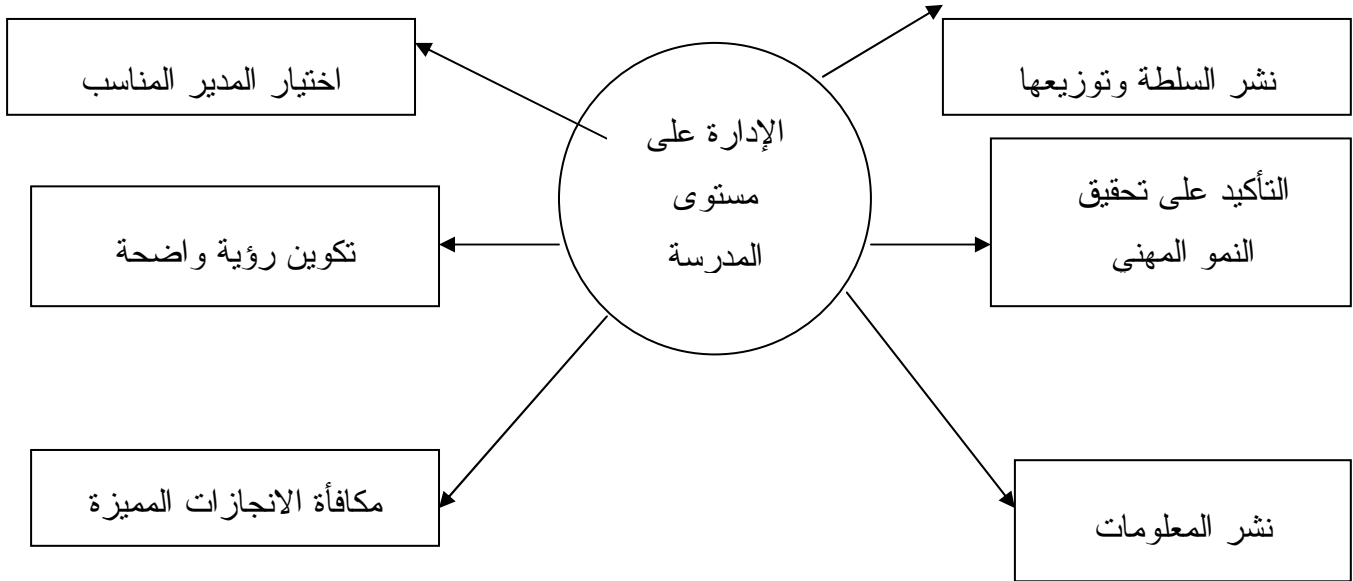 نشر السلطة وتوزيعها
اختيار المدير المناسب
الإدارة على
مستوى
المدرسة
التأكيد على تحقيق
النمو المهني
تكوين رؤية واضحة
مكافأة الانجازات المميزة
نشر المعلومات